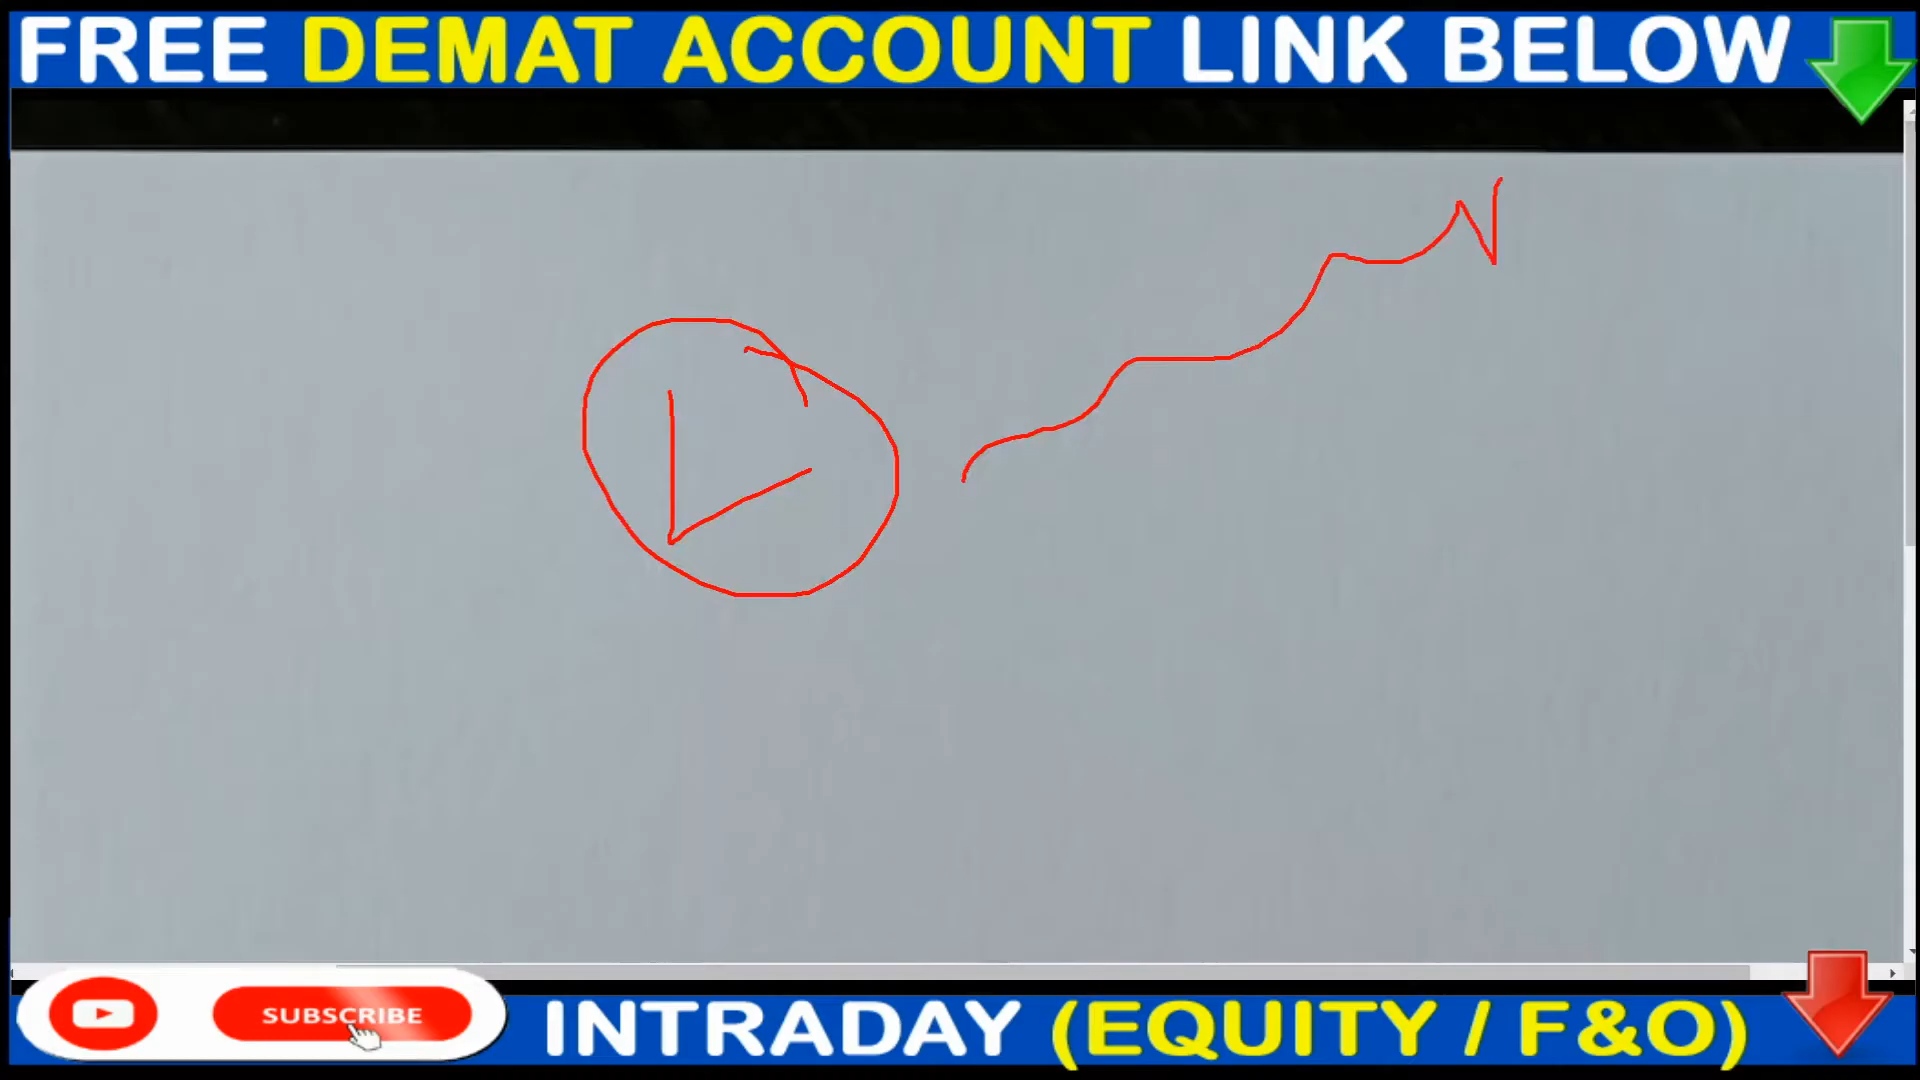 FREE DEMAT ACCOUNT LINK BELOW
L
SUBSCRIBE
INTRADAY (EQUITY / F&O)